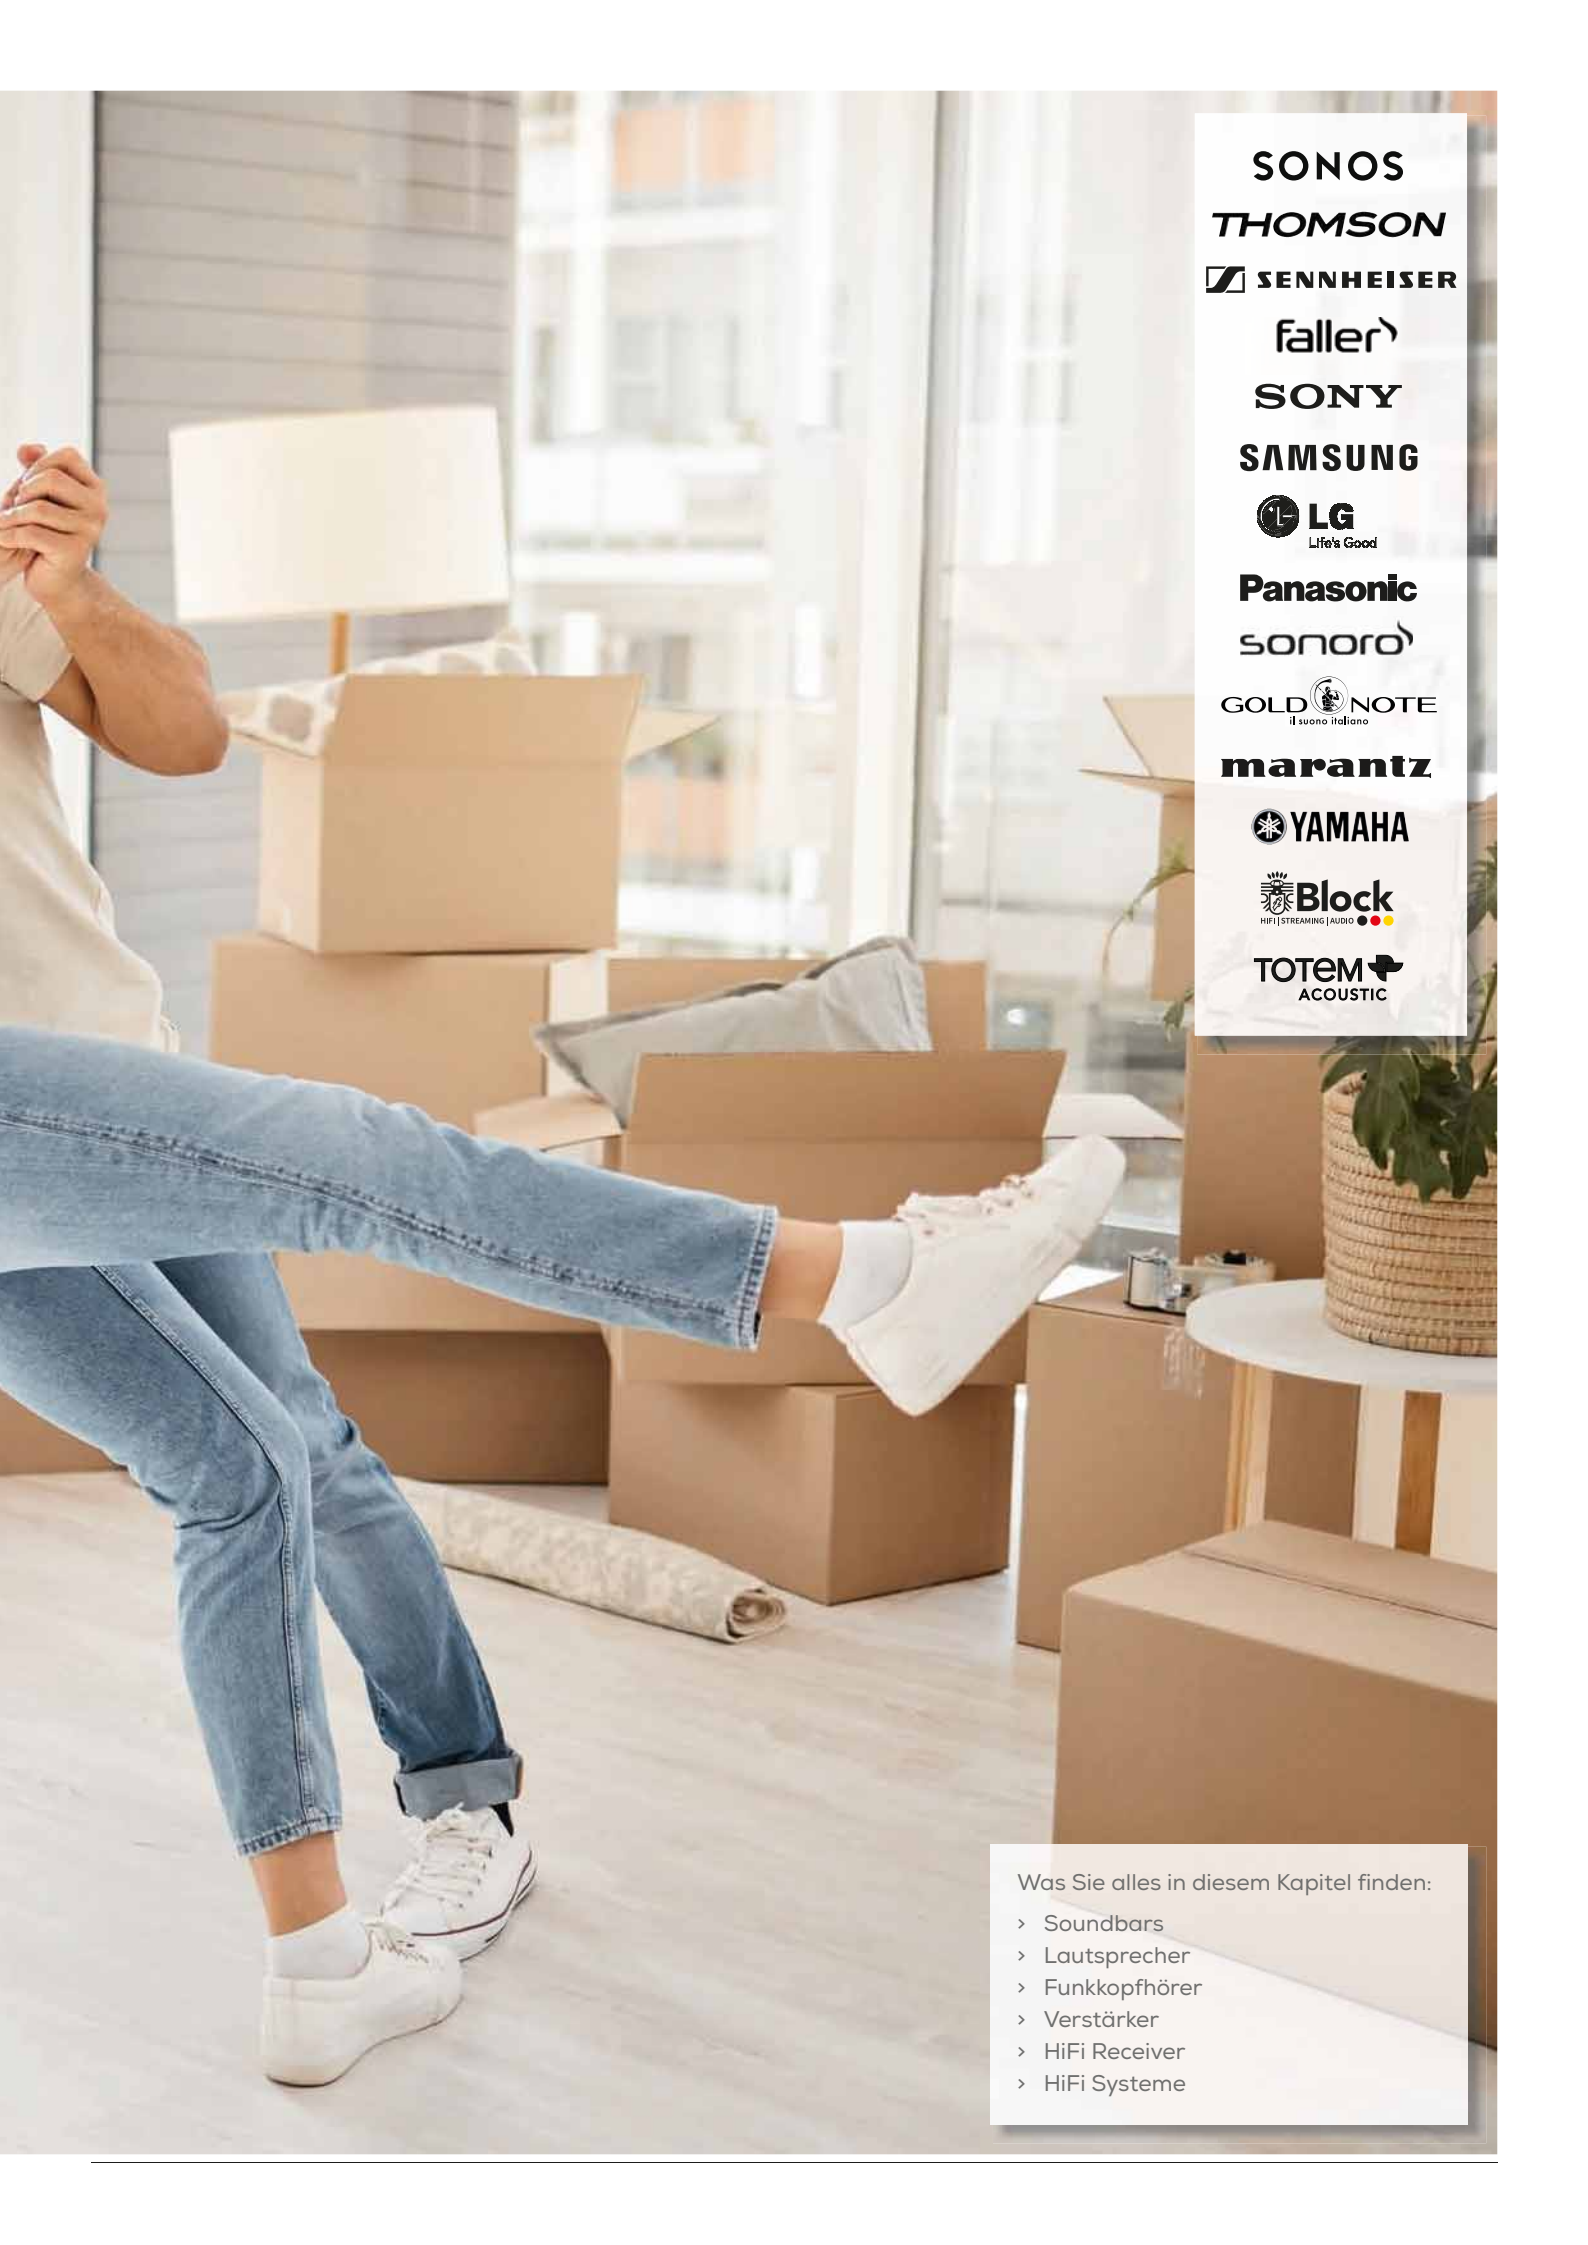 SONOS
THOMSON
SENNHEISER
faller
SONY
SAMSUNG
LG
Life's Good
Panasonic
sonoro
GOLD NOTE
il suono italiano
marantz
YAMAHA
Block
HIFI | STREAMING | AUDIO
TOTEM
ACOUSTIC
Was Sie alles in diesem Kapitel finden:
> Soundbars
> Lautsprecher
> Funkkopfhörer
> Verstärker
> HiFi Receiver
> HiFi Systeme